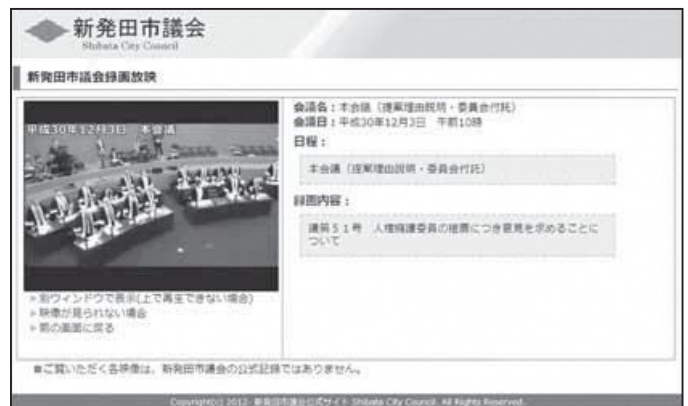 新発田市議会
Shibata City Council
新発田市議会録画放映
平成30年12月3日 本会議
会議名：本会議（提案理由説明・委員会付託）
会議日：平成30年12月3日 午前10時
日程：
本会議（提案理由説明・委員会付託）
録画内容：
議第５１号 人権擁護委員の推薦につき意見を求めることに
ついて
»別ウィンドウで表示(上で再生できない場合)
»映像が見られない場合
»前の画面に戻る
■ご覧いただく各映像は、新発田市議会の公式記録ではありません。
Copyright(c) 2012- 新発田市議会公式サイト Shibata City Council. All Rights Reserved.